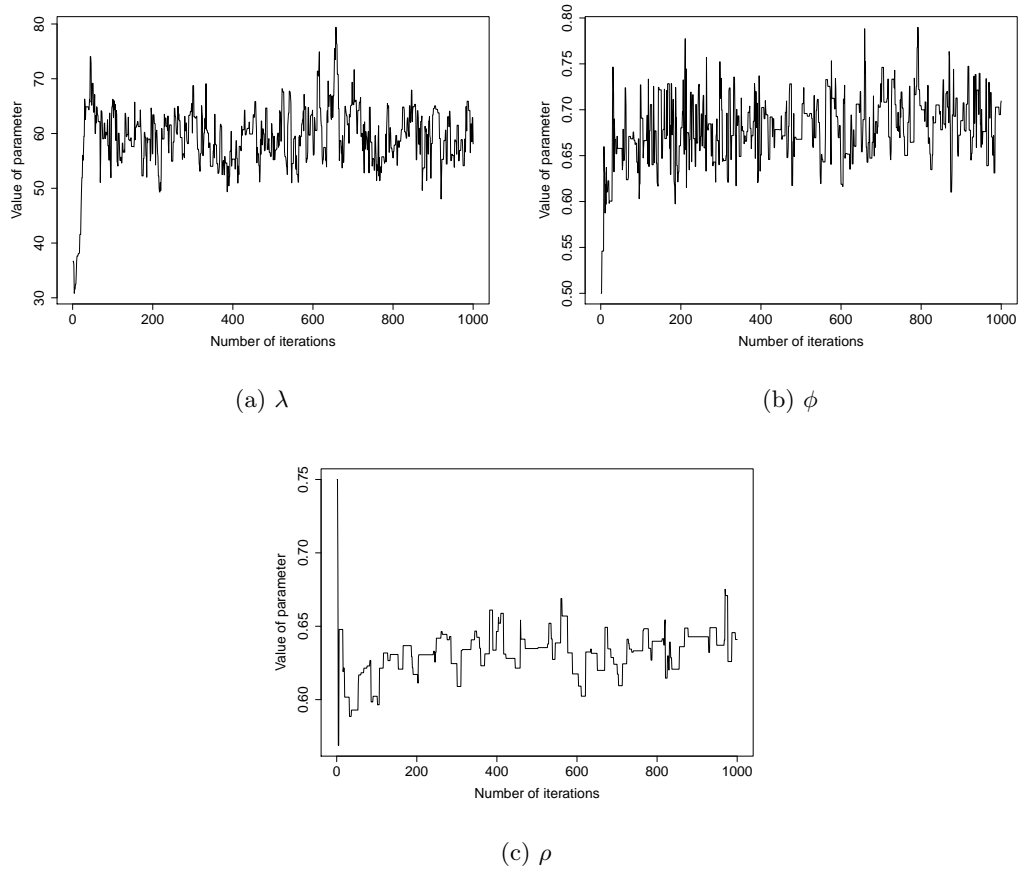 80
70
60
50
40
30
Value of parameter
0 200 400 600 800 1000
Number of iterations
(a) λ
0.80
0.75
0.70
0.65
0.60
0.55
0.50
Value of parameter
0 200 400 600 800 1000
Number of iterations
(b) ϕ
0.75
0.70
0.65
0.60
Value of parameter
0 200 400 600 800 1000
Number of iterations
(c) ρ